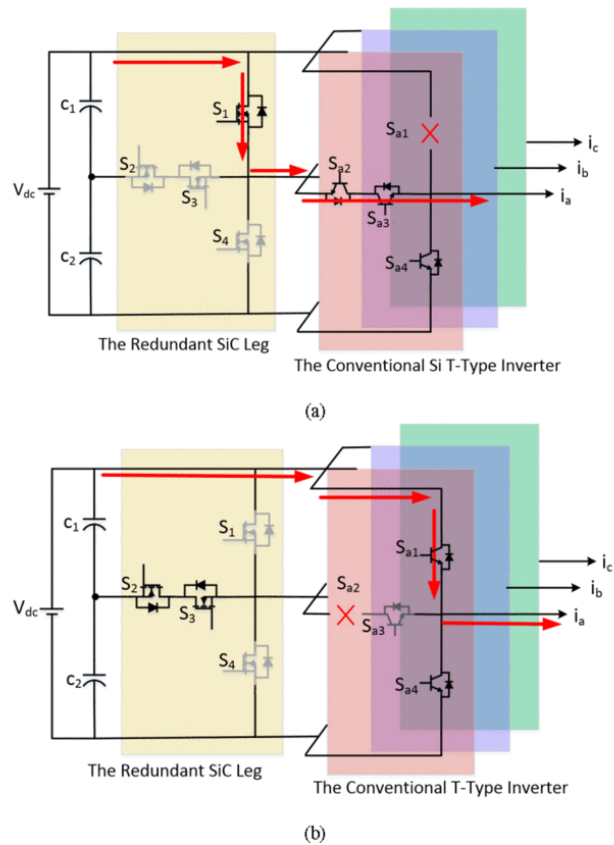 C1
S1
Sa1
ic
S2
Sa2
ib
Vdc
ia
S3
Sa3
C2
S4
Sa4
The Redundant SiC Leg
The Conventional Si T-Type Inverter
(a)
C1
S1
Sa1
ic
S2
Sa2
ib
Vdc
S3
Sa3
ia
C2
S4
Sa4
The Redundant SiC Leg
The Conventional T-Type Inverter
(b)